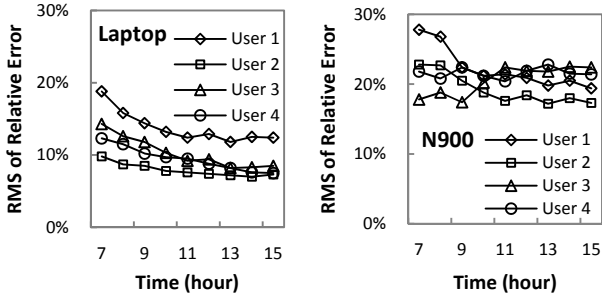 RMS of Relative Error
30%
20%
10%
0%
Laptop
User 1
User 2
User 3
User 4
7 9 11 13 15
Time (hour)
RMS of Relative Error
30%
20%
10%
0%
N900
User 1
User 2
User 3
User 4
7 9 11 13 15
Time (hour)